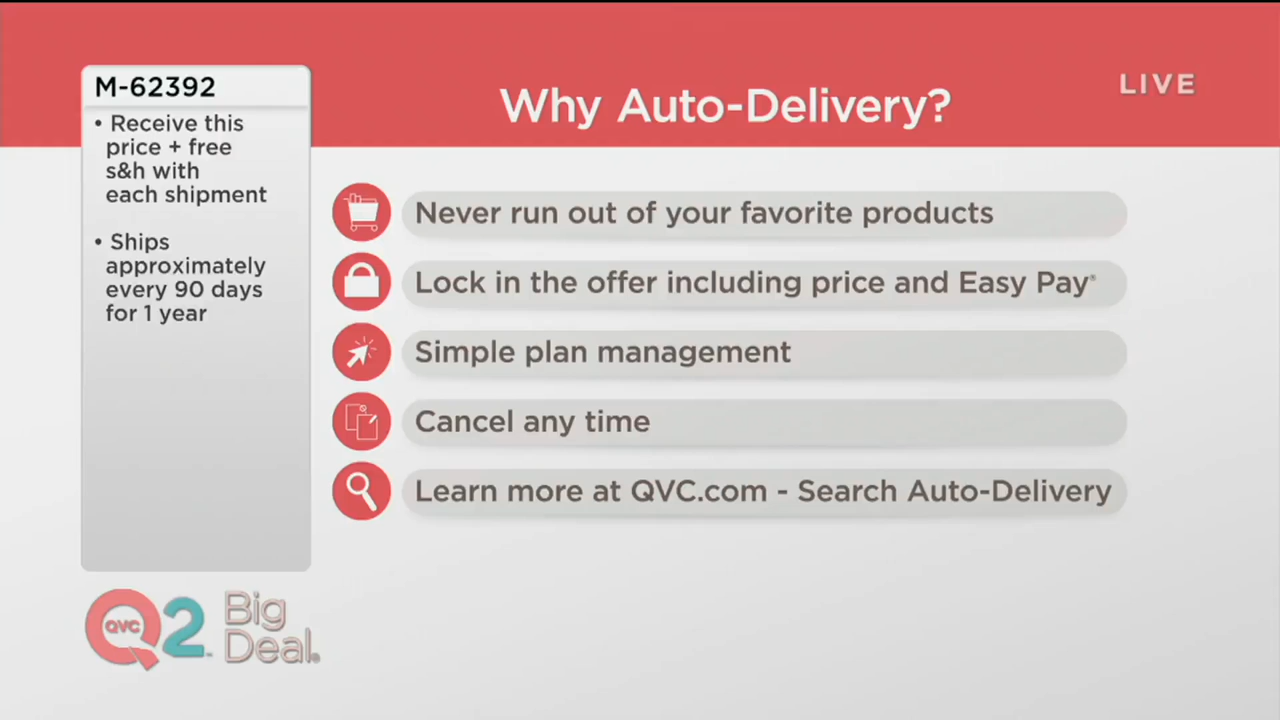 M-62392
• Receive this
price + free
s&h with
each shipment
• Ships
approximately
every 90 days
for 1 year
Why Auto-Delivery?
LIVE
Never run out of your favorite products
Lock in the offer including price and Easy Pay®
Simple plan management
Cancel any time
Learn more at QVC.com - Search Auto-Delivery
QVC 2™
Big
Deal®